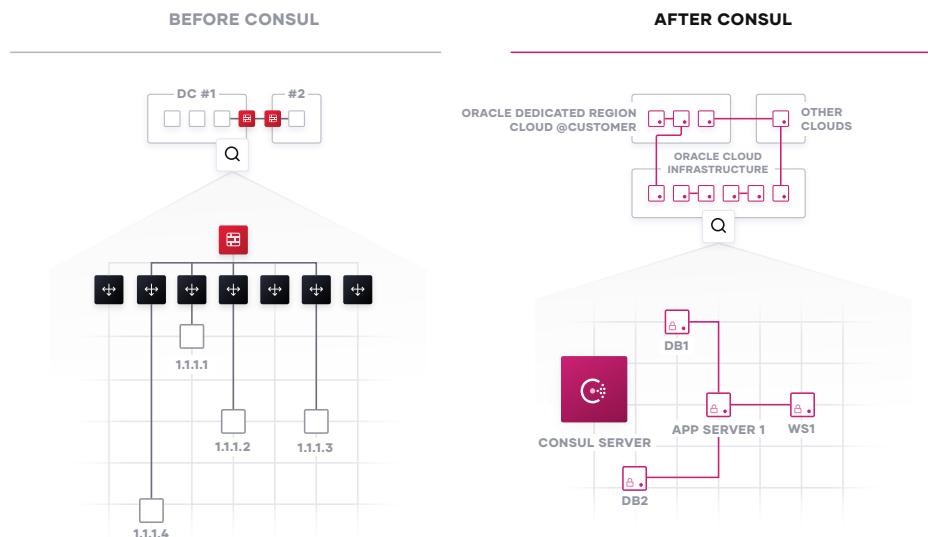 BEFORE CONSUL
DC #1
#2
1.1.1.1
1.1.1.2
1.1.1.3
1.1.1.4
AFTER CONSUL
ORACLE DEDICATED REGION
CLOUD @CUSTOMER
OTHER
CLOUDS
ORACLE CLOUD
INFRASTRUCTURE
DB1
CONSUL SERVER
APP SERVER 1
WS1
DB2